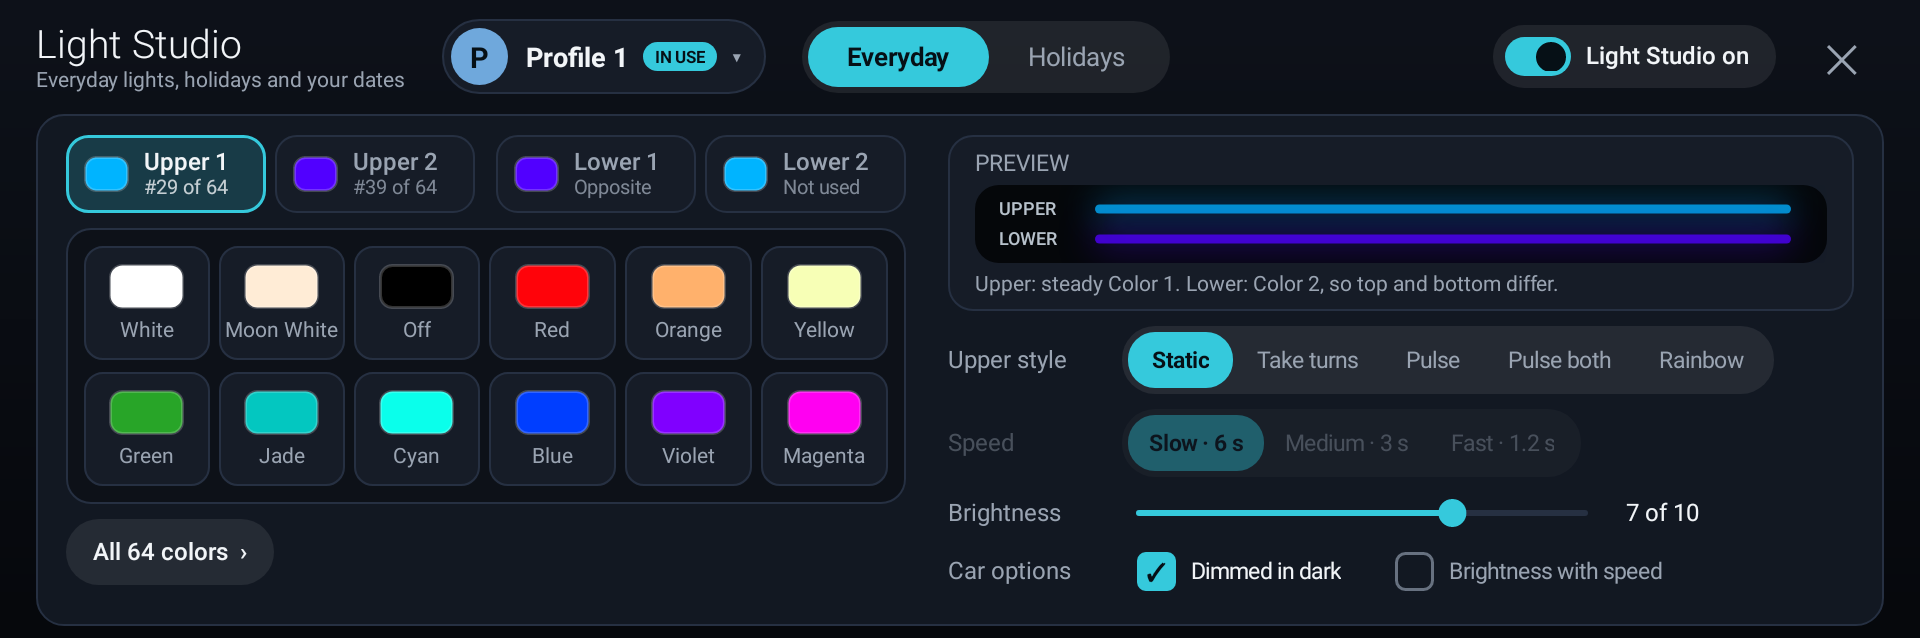 Light Studio
Everyday lights, holidays and your dates
P
Profile 1
IN USE
▾
Everyday
Holidays
Light Studio on
Upper 1
#29 of 64
Upper 2
#39 of 64
Lower 1
Opposite
Lower 2
Not used
White
Moon White
Off
Red
Orange
Yellow
Green
Jade
Cyan
Blue
Violet
Magenta
All 64 colors ›
PREVIEW
UPPER
LOWER
Upper: steady Color 1. Lower: Color 2, so top and bottom differ.
Upper style
Static
Take turns
Pulse
Pulse both
Rainbow
Speed
Slow · 6 s
Medium · 3 s
Fast · 1.2 s
Brightness
7 of 10
Car options
✓ Dimmed in dark
Brightness with speed